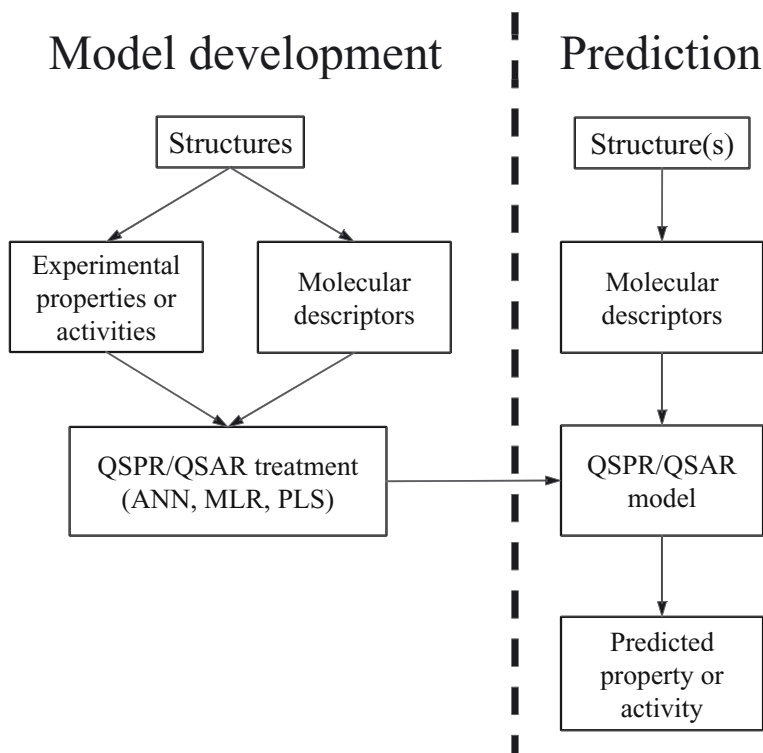 Model development
Structures
Experimental
properties or
activities
Molecular
descriptors
QSPR/QSAR treatment
(ANN, MLR, PLS)
Prediction
Structure(s)
Molecular
descriptors
QSPR/QSAR
model
Predicted
property or
activity